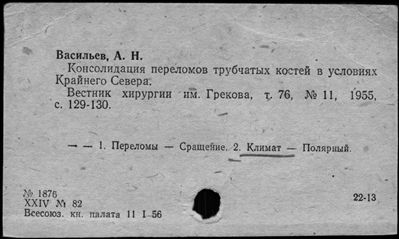 Васильев, А. Н.
Консолидация переломов трубчатых костей в условиях
Крайнего Севера.
Вестник хирургии им. Грекова, т. 76, № 11, 1955,
с. 129-130.
— — 1. Переломы — Сращение. 2. Климат — Полярный.
№ 1876
XXIV № 82
Всесоюз. кн. палата 11 I 56
22-13